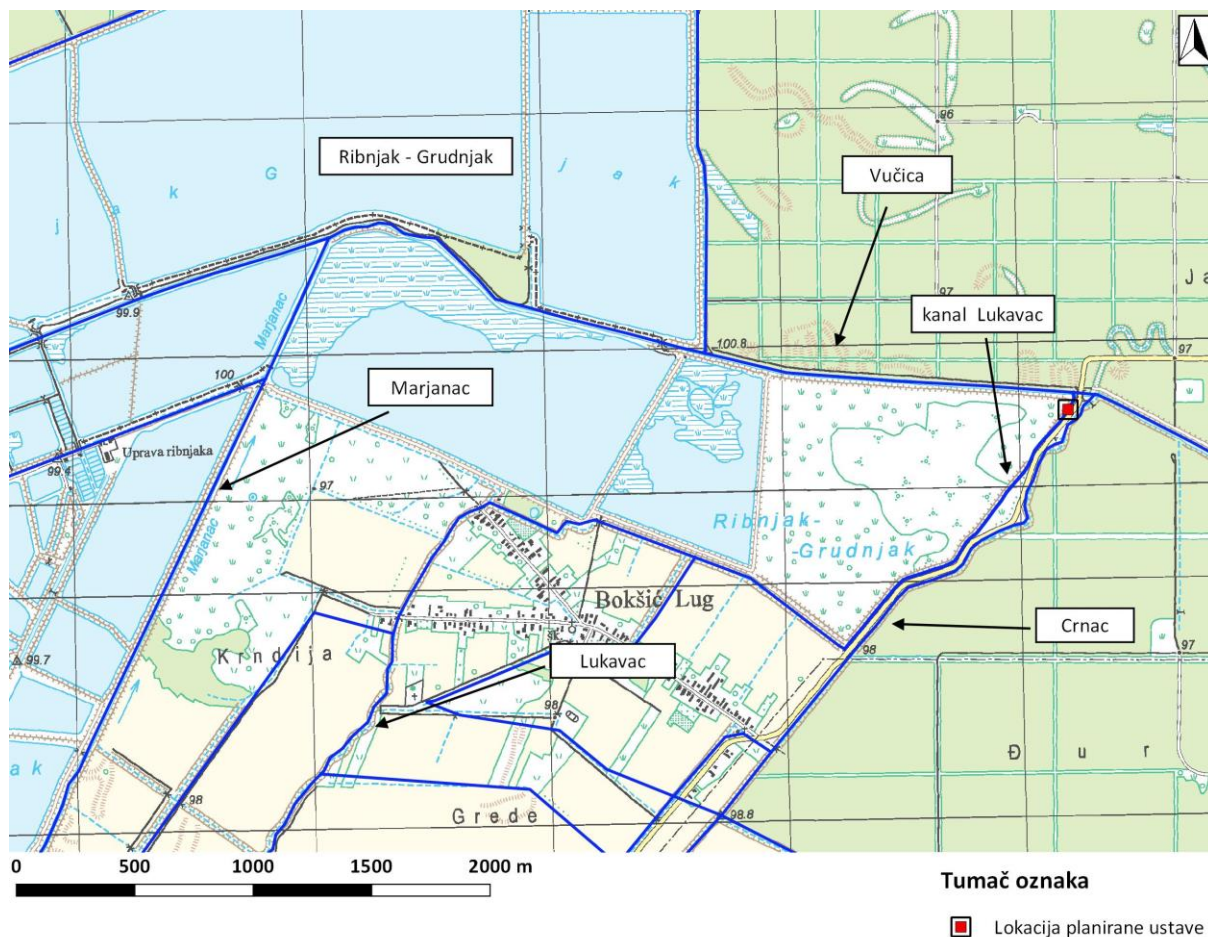 96
Ribnjak - Grudnjak
k G
j a k
j
Vučica
97
J a
kanal Lukavac
99.9
Marjanac
100.8
97
100
Marjanac
Uprava ribnjaka
99.4
97
Marjanac
Ribnjak-
-Grudnjak
Bokšić Lug
šk.
Crnac
98
97
Krndija
99.7
Lukavac
98
Đ u r
a k
98
Grede
98.8
0 500 1000 1500 2000 m
Tumač oznaka
Lokacija planirane ustave